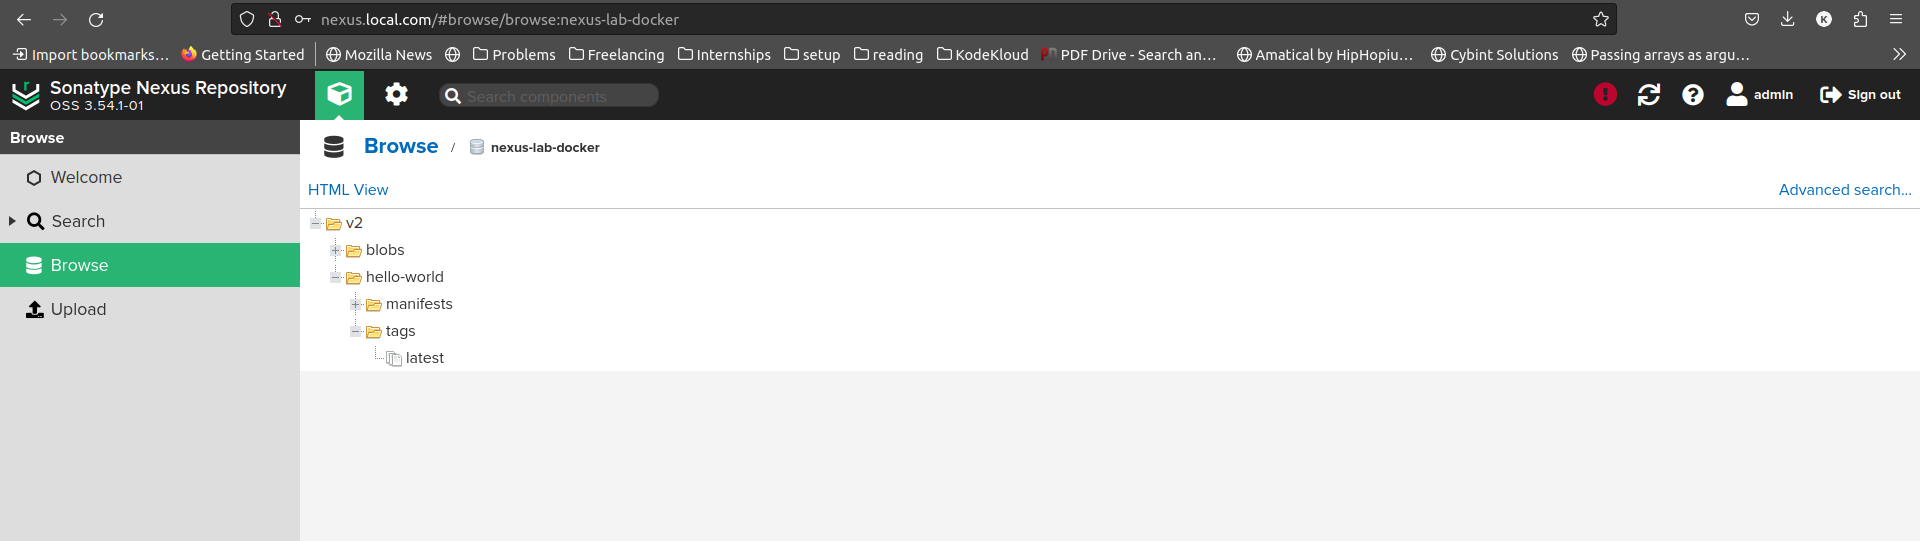 nexus.local.com/#browse/browse:nexus-lab-docker
K
Import bookmarks… Getting Started Mozilla News Problems Freelancing Internships setup reading KodeKloud PDF Drive - Search an… Amatical by HipHopiu… Cybint Solutions Passing arrays as argu…
Sonatype Nexus Repository
OSS 3.54.1-01
Search components
admin
Sign out
Browse
Welcome
Search
Browse
Upload
Browse / nexus-lab-docker
HTML View
Advanced search...
v2
blobs
hello-world
manifests
tags
latest